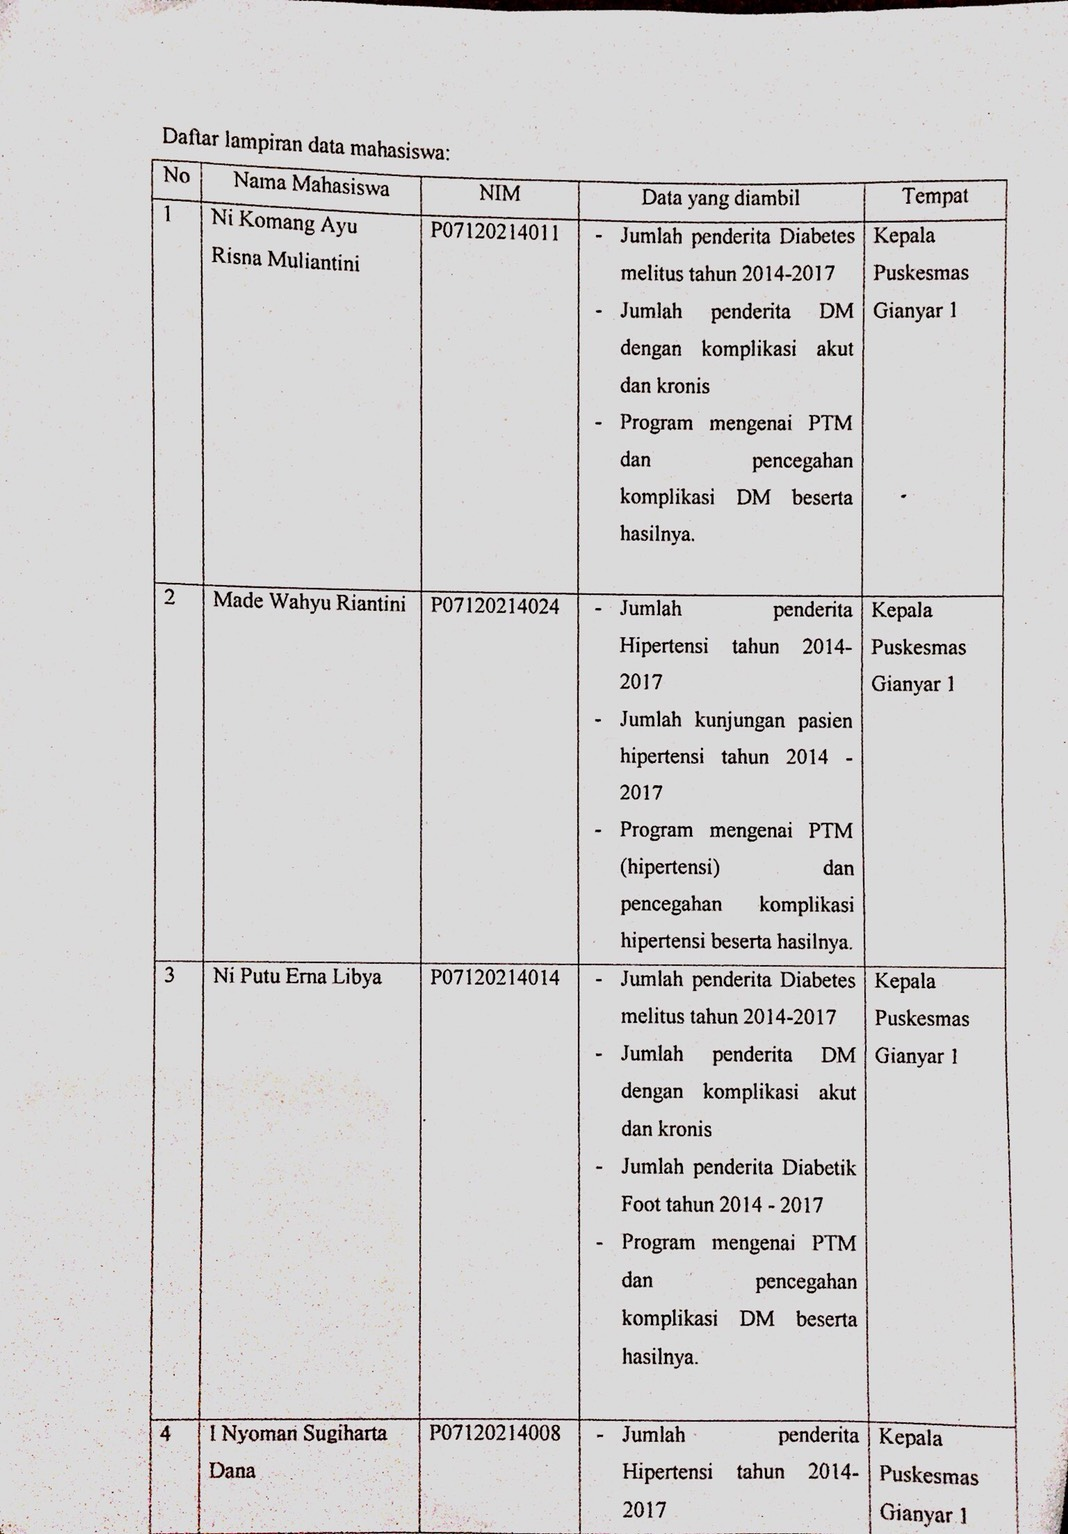 Daftar lampiran data mahasiswa:
No Nama Mahasiswa NIM Data yang diambil Tempat
1 Ni Komang Ayu P07120214011 - Jumlah penderita Diabetes Kepala
Risna Muliantini melitus tahun 2014-2017 Puskesmas
- Jumlah penderita DM Gianyar 1
dengan komplikasi akut
dan kronis
- Program mengenai PTM
dan pencegahan
komplikasi DM beserta
hasilnya.
2 Made Wahyu Riantini P07120214024 - Jumlah penderita Kepala
Hipertensi tahun 2014- Puskesmas
2017 Gianyar 1
- Jumlah kunjungan pasien
hipertensi tahun 2014 -
2017
- Program mengenai PTM
(hipertensi) dan
pencegahan komplikasi
hipertensi beserta hasilnya.
3 Ni Putu Erna Libya P07120214014 - Jumlah penderita Diabetes Kepala
melitus tahun 2014-2017 Puskesmas
- Jumlah penderita DM Gianyar 1
dengan komplikasi akut
dan kronis
- Jumlah penderita Diabetik
Foot tahun 2014 - 2017
- Program mengenai PTM
dan pencegahan
komplikasi DM beserta
hasilnya.
4 I Nyoman Sugiharta P07120214008 - Jumlah penderita Kepala
Dana Hipertensi tahun 2014- Puskesmas
2017 Gianyar 1